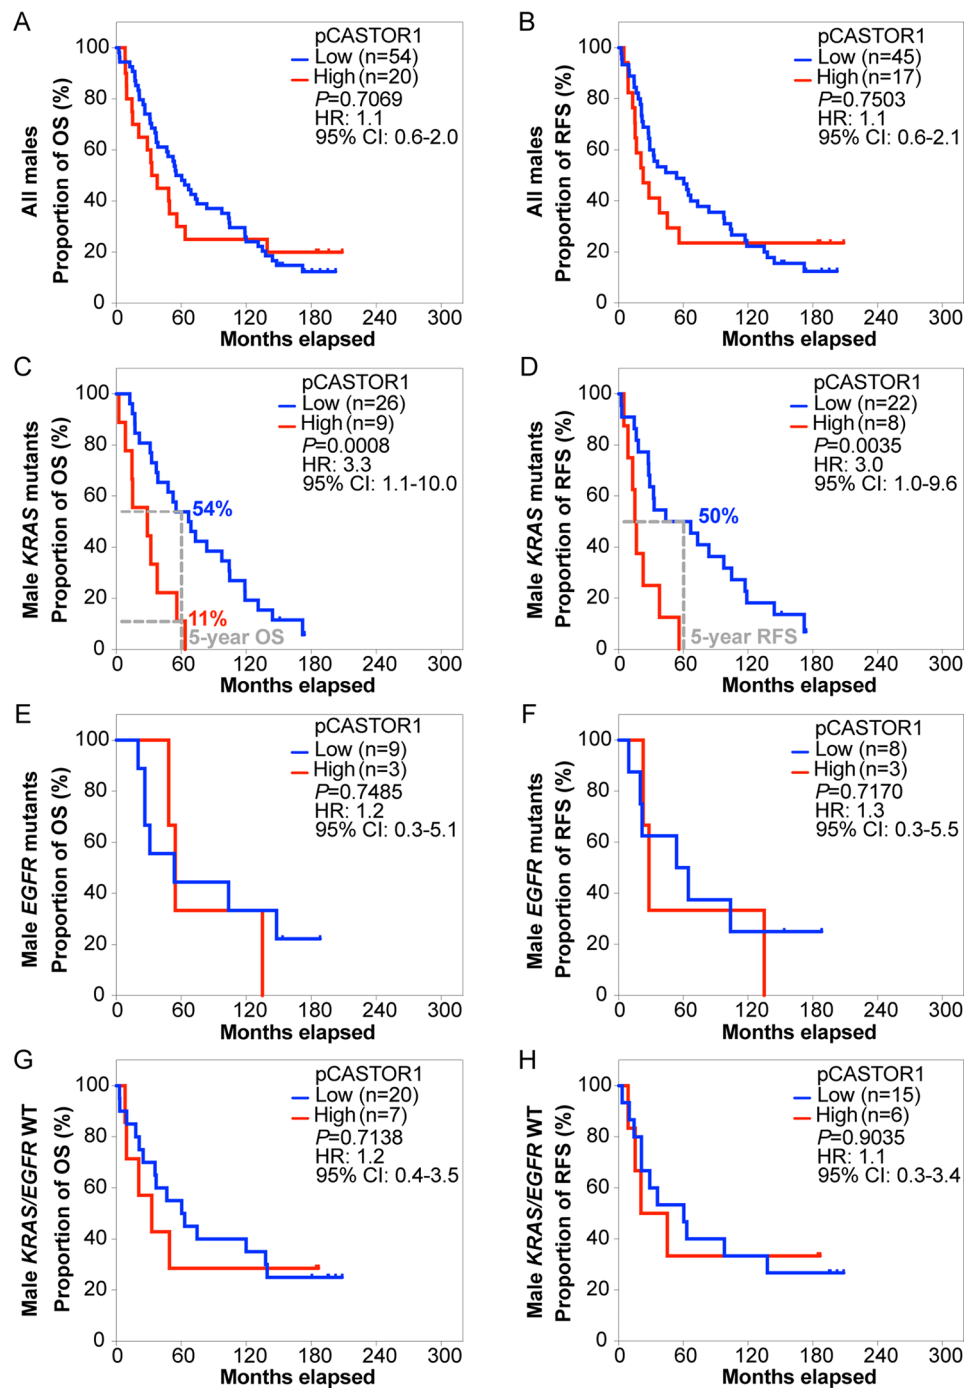 A
pCASTOR1
Low (n=54)
High (n=20)
P=0.7069
HR: 1.1
95% CI: 0.6-2.0
All males
Proportion of OS (%)
100
80
60
40
20
0
0 60 120 180 240 300
Months elapsed
B
pCASTOR1
Low (n=45)
High (n=17)
P=0.7503
HR: 1.1
95% CI: 0.6-2.1
All males
Proportion of RFS (%)
100
80
60
40
20
0
0 60 120 180 240 300
Months elapsed
C
pCASTOR1
Low (n=26)
High (n=9)
P=0.0008
HR: 3.3
95% CI: 1.1-10.0
Male KRAS mutants
Proportion of OS (%)
100
80
60
40
20
0
54%
11%
5-year OS
0 60 120 180 240 300
Months elapsed
D
pCASTOR1
Low (n=22)
High (n=8)
P=0.0035
HR: 3.0
95% CI: 1.0-9.6
Male KRAS mutants
Proportion of RFS (%)
100
80
60
40
20
0
50%
5-year RFS
0 60 120 180 240 300
Months elapsed
E
pCASTOR1
Low (n=9)
High (n=3)
P=0.7485
HR: 1.2
95% CI: 0.3-5.1
Male EGFR mutants
Proportion of OS (%)
100
80
60
40
20
0
0 60 120 180 240 300
Months elapsed
F
pCASTOR1
Low (n=8)
High (n=3)
P=0.7170
HR: 1.3
95% CI: 0.3-5.5
Male EGFR mutants
Proportion of RFS (%)
100
80
60
40
20
0
0 60 120 180 240 300
Months elapsed
G
pCASTOR1
Low (n=20)
High (n=7)
P=0.7138
HR: 1.2
95% CI: 0.4-3.5
Male KRAS/EGFR WT
Proportion of OS (%)
100
80
60
40
20
0
0 60 120 180 240 300
Months elapsed
H
pCASTOR1
Low (n=15)
High (n=6)
P=0.9035
HR: 1.1
95% CI: 0.3-3.4
Male KRAS/EGFR WT
Proportion of RFS (%)
100
80
60
40
20
0
0 60 120 180 240 300
Months elapsed